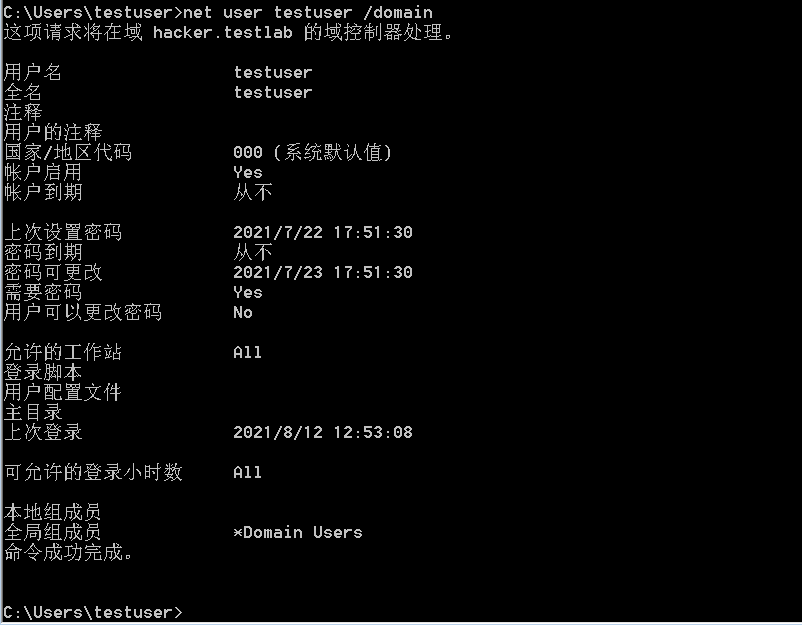 C:\Users\testuser>net user testuser /domain
这项请求将在域 hacker.testlab 的域控制器处理。
用户名 testuser
全名 testuser
注释
用户的注释
国家/地区代码 000 (系统默认值)
帐户启用 Yes
帐户到期 从不
上次设置密码 2021/7/22 17:51:30
密码到期 从不
密码可更改 2021/7/23 17:51:30
需要密码 Yes
用户可以更改密码 No
允许的工作站 All
登录脚本
用户配置文件
主目录
上次登录 2021/8/12 12:53:08
可允许的登录小时数 All
本地组成员
全局组成员 *Domain Users
命令成功完成。
C:\Users\testuser>